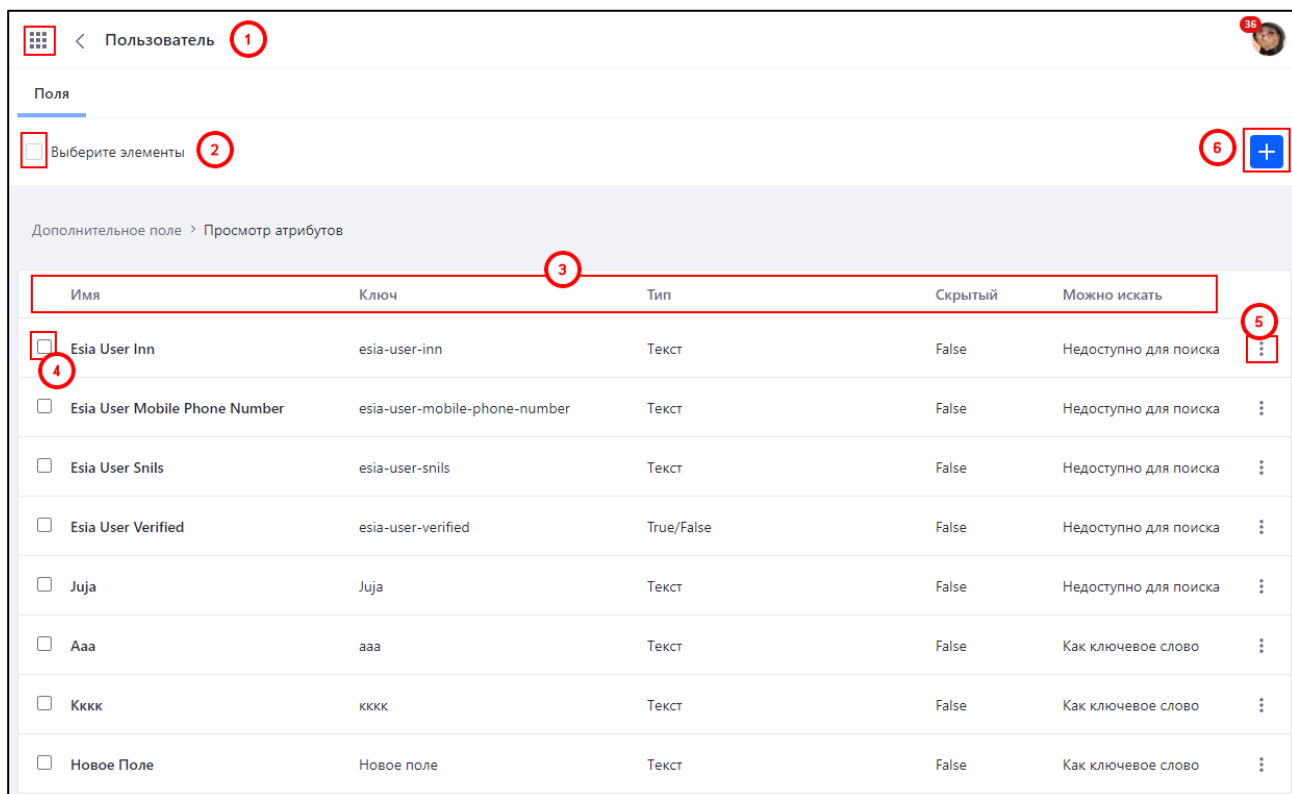 Пользователь 1 36
Поля
Выберите элементы 2 6
Дополнительное поле > Просмотр атрибутов
3
Имя Ключ Тип Скрытый Можно искать
5
Esia User Inn esia-user-inn Текст False Недоступно для поиска
4
Esia User Mobile Phone Number esia-user-mobile-phone-number Текст False Недоступно для поиска
Esia User Snils esia-user-snils Текст False Недоступно для поиска
Esia User Verified esia-user-verified True/False False Недоступно для поиска
Juja Juja Текст False Недоступно для поиска
Aaa aaa Текст False Как ключевое слово
Кккк кккк Текст False Как ключевое слово
Новое Поле Новое поле Текст False Как ключевое слово